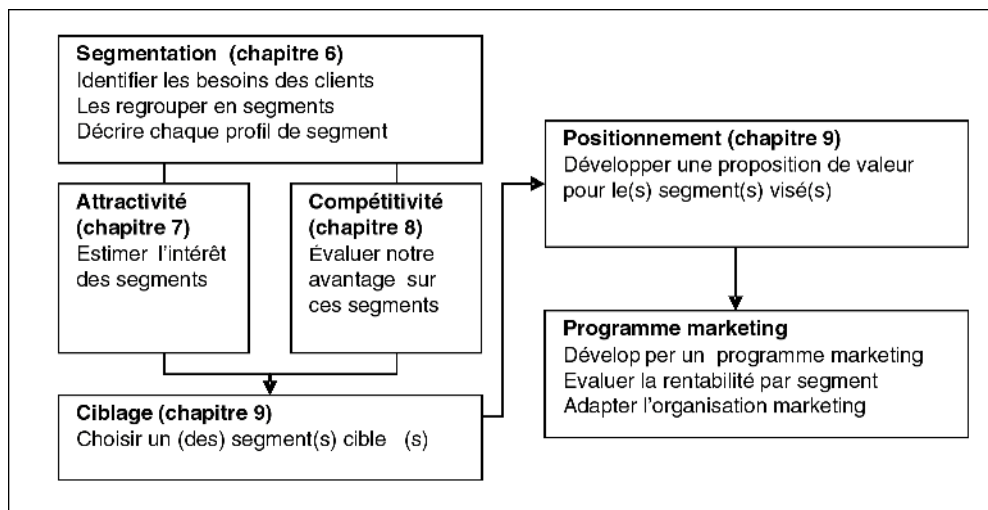 Segmentation (chapitre 6)
Identifier les besoins des clients
Les regrouper en segments
Décrire chaque profil de segment
Attractivité
(chapitre 7)
Estimer l'intérêt
des segments
Compétitivité
(chapitre 8)
Évaluer notre
avantage sur
ces segments
Ciblage (chapitre 9)
Choisir un (des) segment(s) cible (s)
Positionnement (chapitre 9)
Développer une proposition de valeur
pour le(s) segment(s) visé(s)
Programme marketing
Dévelop per un programme marketing
Evaluer la rentabilité par segment
Adapter l'organisation marketing